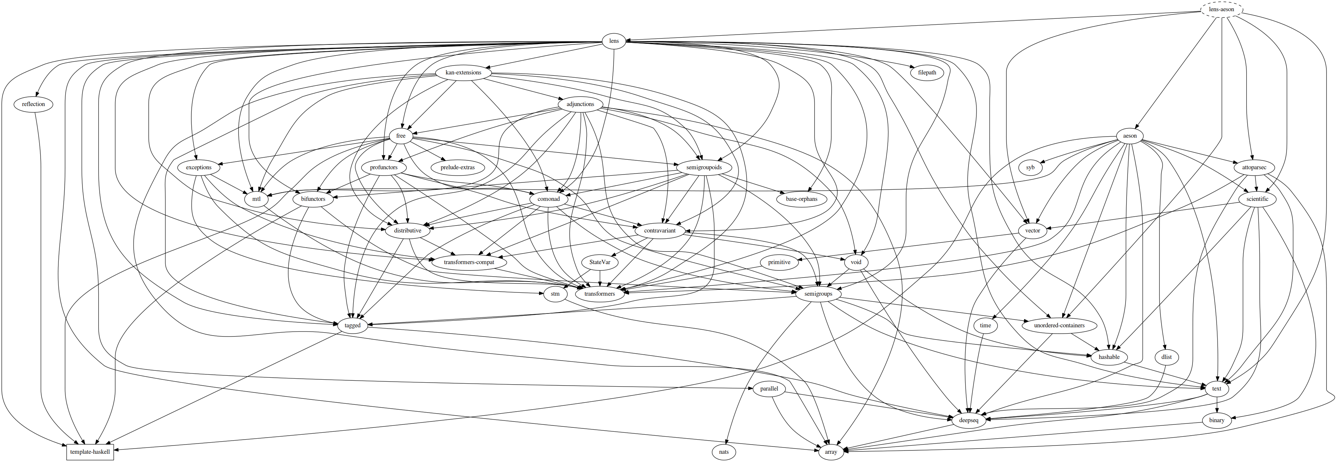 lens-aeson
lens
kan-extensions
filepath
reflection
adjunctions
free
aeson
exceptions
profunctors
prelude-extras
semigroupoids
syb
attoparsec
mtl
bifunctors
comonad
base-orphans
scientific
distributive
contravariant
vector
transformers-compat
StateVar
primitive
void
stm
transformers
semigroups
tagged
time
unordered-containers
hashable
dlist
parallel
text
deepseq
binary
template-haskell
nats
array